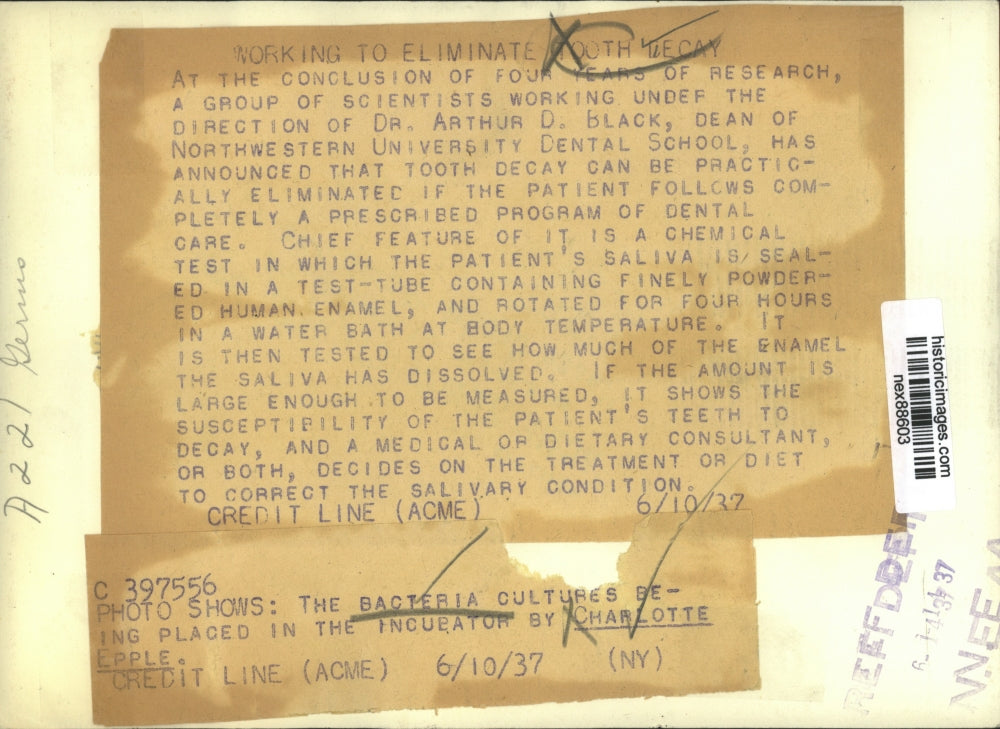 WORKING TO ELIMINATE TOOTH DECAY
AT THE CONCLUSION OF FOUR YEARS OF RESEARCH,
A GROUP OF SCIENTISTS WORKING UNDER THE
DIRECTION OF DR. ARTHUR D. BLACK, DEAN OF
NORTHWESTERN UNIVERSITY DENTAL SCHOOL, HAS
ANNOUNCED THAT TOOTH DECAY CAN BE PRACTIC-
ALLY ELIMINATED IF THE PATIENT FOLLOWS COM-
PLETELY A PRESCRIBED PROGRAM OF DENTAL
CARE. CHIEF FEATURE OF IT IS A CHEMICAL
TEST IN WHICH THE PATIENT'S SALIVA IS SEAL-
ED IN A TEST-TUBE CONTAINING FINELY POWDER-
ED HUMAN ENAMEL, AND ROTATED FOR FOUR HOURS
IN A WATER BATH AT BODY TEMPERATURE. IT
IS THEN TESTED TO SEE HOW MUCH OF THE ENAMEL
THE SALIVA HAS DISSOLVED. IF THE AMOUNT IS
LARGE ENOUGH TO BE MEASURED, IT SHOWS THE
SUSCEPTIBILITY OF THE PATIENT'S TEETH TO
DECAY, AND A MEDICAL OR DIETARY CONSULTANT,
OR BOTH, DECIDES ON THE TREATMENT OR DIET
TO CORRECT THE SALIVARY CONDITION.
CREDIT LINE (ACME) 6/10/37
C 397556
PHOTO SHOWS: THE BACTERIA CULTURES BE-
ING PLACED IN THE INCUBATOR BY CHARLOTTE
EPPLE.
CREDIT LINE (ACME) 6/10/37 (NY)
A221 Germs
historicimages.com
nex88603